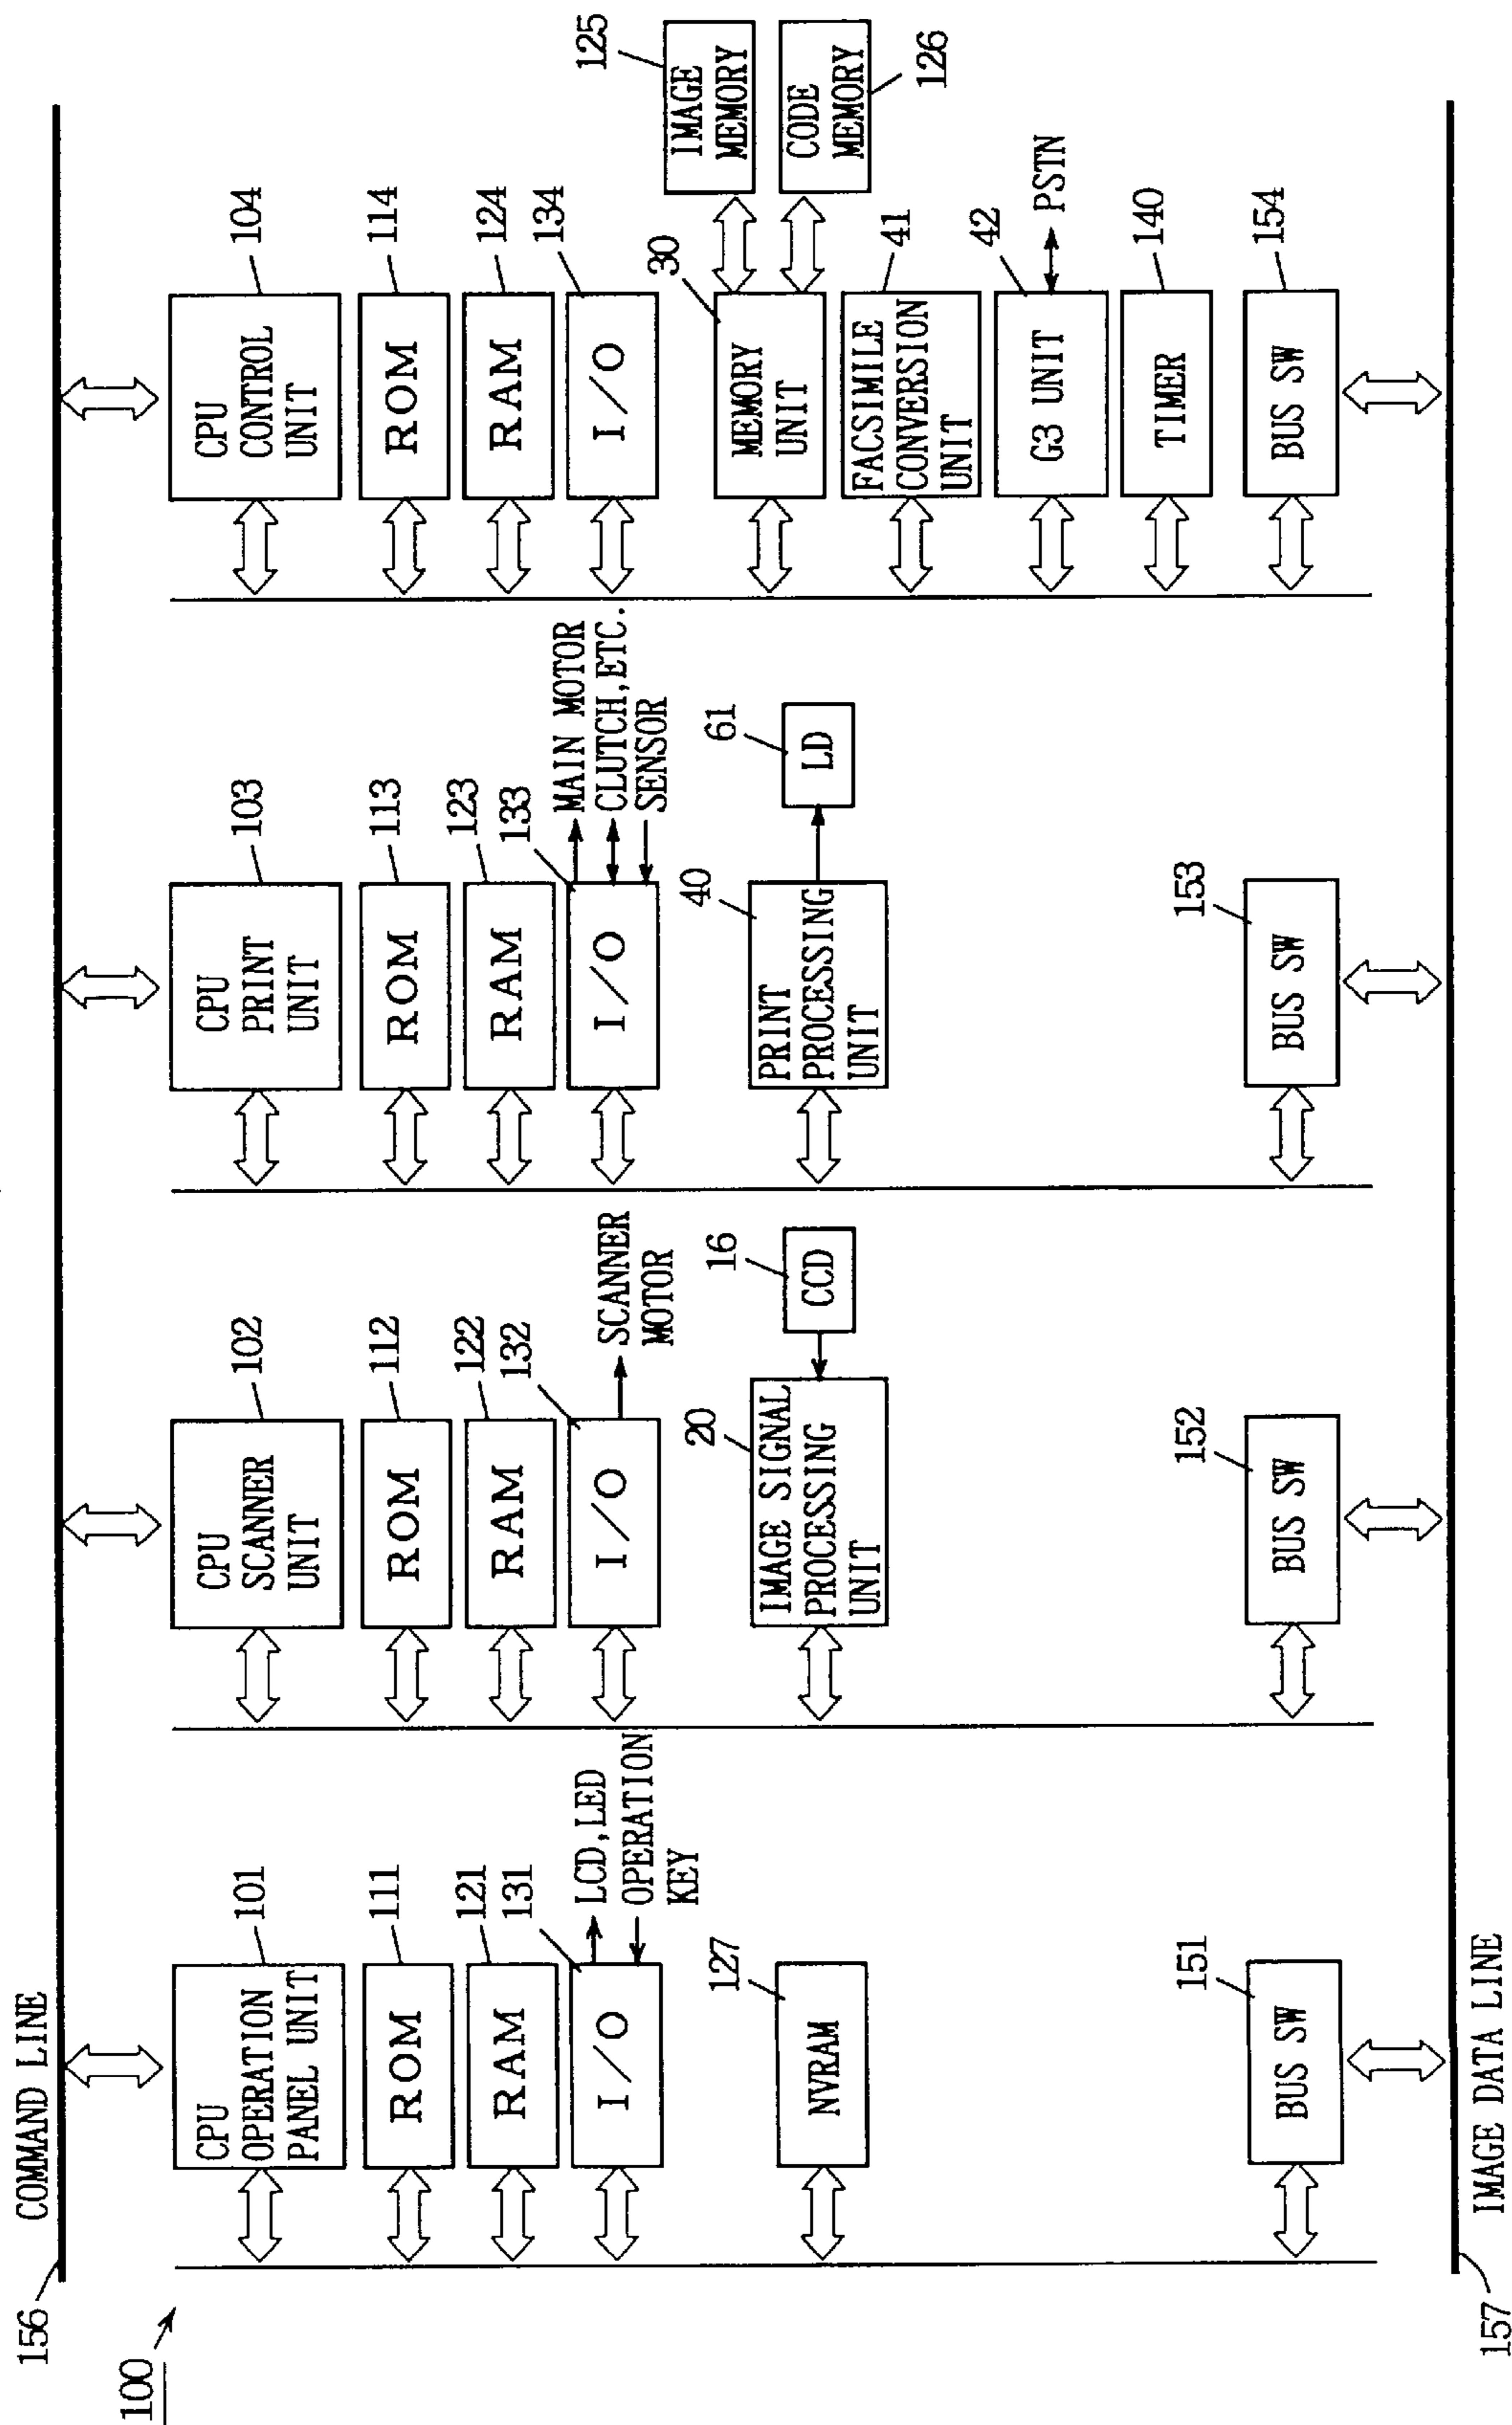 100
156
COMMAND LINE
CPU
OPERATION
PANEL UNIT
101
ROM
111
RAM
121
I/O
131
LCD,LED
OPERATION
KEY
NVRAM
127
BUS SW
151
CPU
SCANNER
UNIT
102
ROM
112
RAM
122
I/O
132
SCANNER
MOTOR
IMAGE SIGNAL
PROCESSING
UNIT
20
CCD
16
BUS SW
152
CPU
PRINT
UNIT
103
ROM
113
RAM
123
I/O
133
MAIN MOTOR
CLUTCH,ETC.
SENSOR
PRINT
PROCESSING
UNIT
40
LD
61
BUS SW
153
CPU
CONTROL
UNIT
104
ROM
114
RAM
124
I/O
134
MEMORY
UNIT
30
IMAGE
MEMORY
125
CODE
MEMORY
126
FACSIMILE
CONVERSION
UNIT
41
G3 UNIT
42
PSTN
TIMER
140
BUS SW
154
157
IMAGE DATA LINE